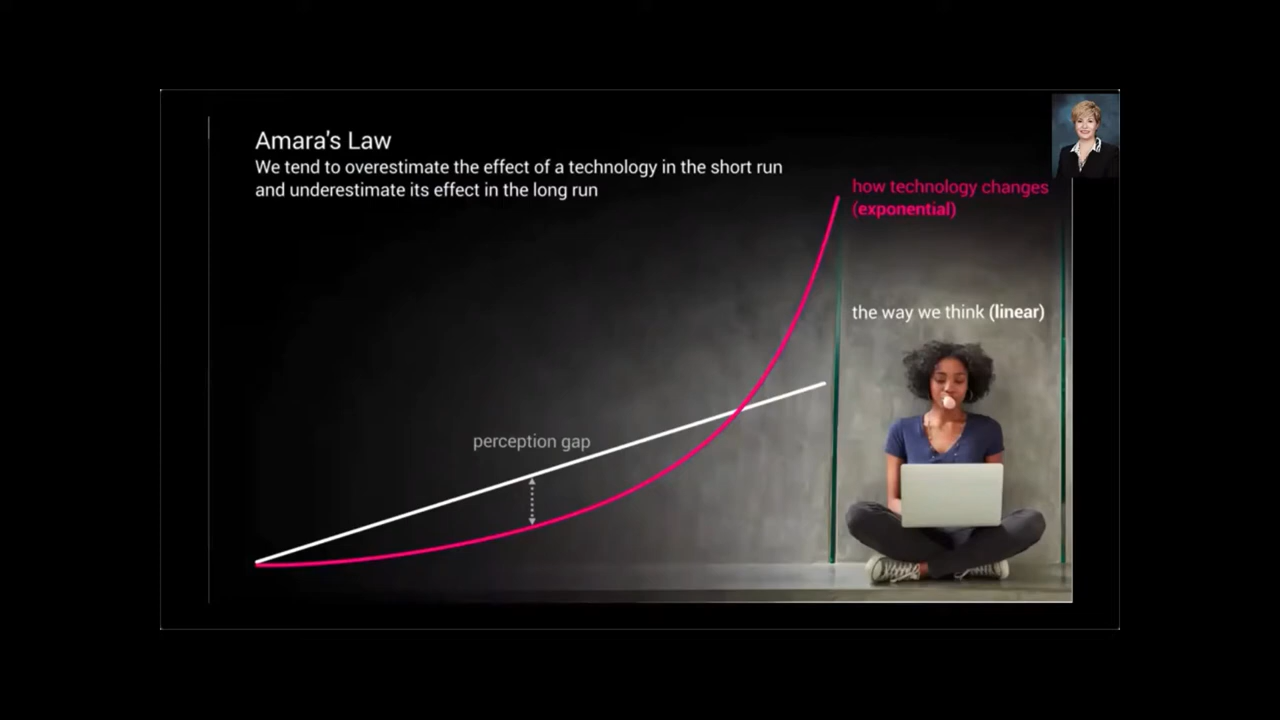 Amara's Law
We tend to overestimate the effect of a technology in the short run
and underestimate its effect in the long run
how technology changes
(exponential)
the way we think (linear)
perception gap